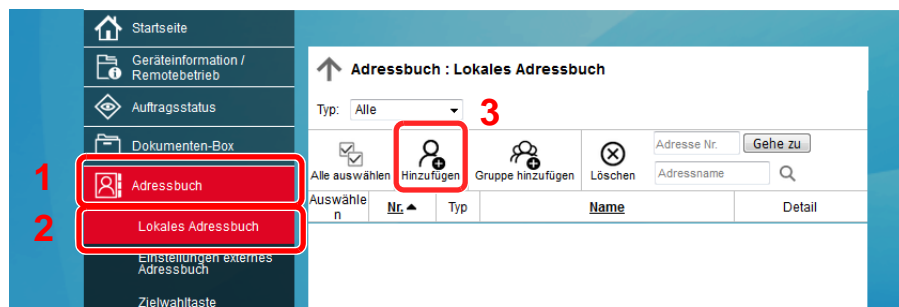 Startseite
Geräteinformation /
Remotebetrieb
Auftragsstatus
Dokumenten-Box
1
Adressbuch
2
Lokales Adressbuch
Einstellungen externes
Adressbuch
Zielwahltaste
Adressbuch : Lokales Adressbuch
Typ: Alle
3
Alle auswählen Hinzufügen Gruppe hinzufügen Löschen
Adresse Nr. Gehe zu
Adressname
Auswähle
n
Nr. Typ Name Detail